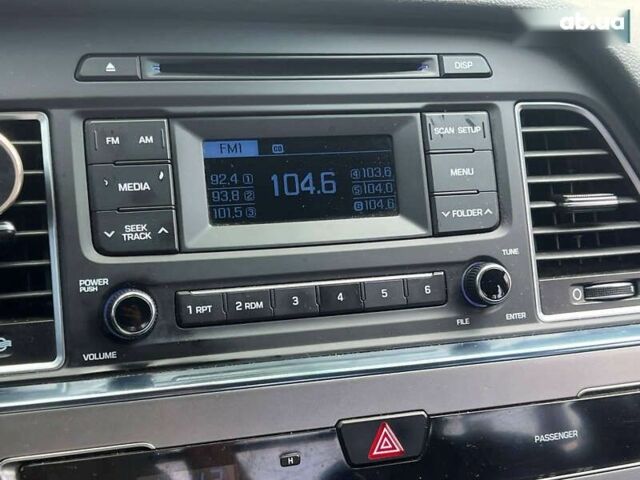 ab.ua
DISP
FM AM
FM1
CD
SCAN SETUP
MEDIA
92,4 1
93,8 2
101,5 3
104.6
4 103,6
5 104,0
6 104,6
MENU
SEEK
TRACK
FOLDER
POWER
PUSH
VOLUME
1 RPT
2 RDM
3
4
5
6
TUNE
FILE
ENTER
0
H
PASSENGER